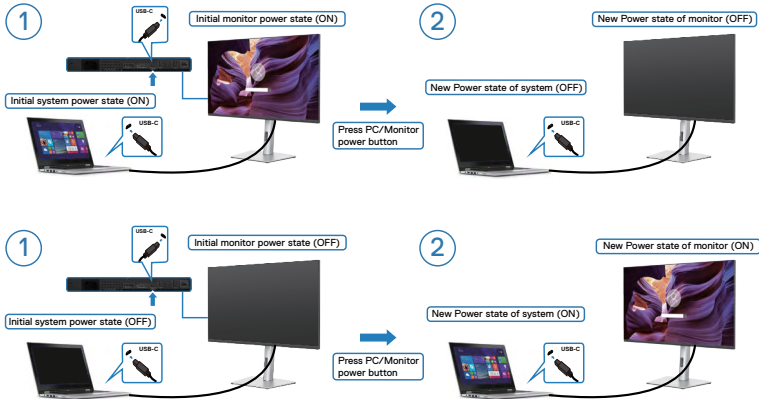 1
USB-C
Initial monitor power state (ON)
Initial system power state (ON)
USB-C
Press PC/Monitor
power button
2
New Power state of monitor (OFF)
New Power state of system (OFF)
USB-C
1
USB-C
Initial monitor power state (OFF)
Initial system power state (OFF)
USB-C
Press PC/Monitor
power button
2
New Power state of monitor (ON)
New Power state of system (ON)
USB-C